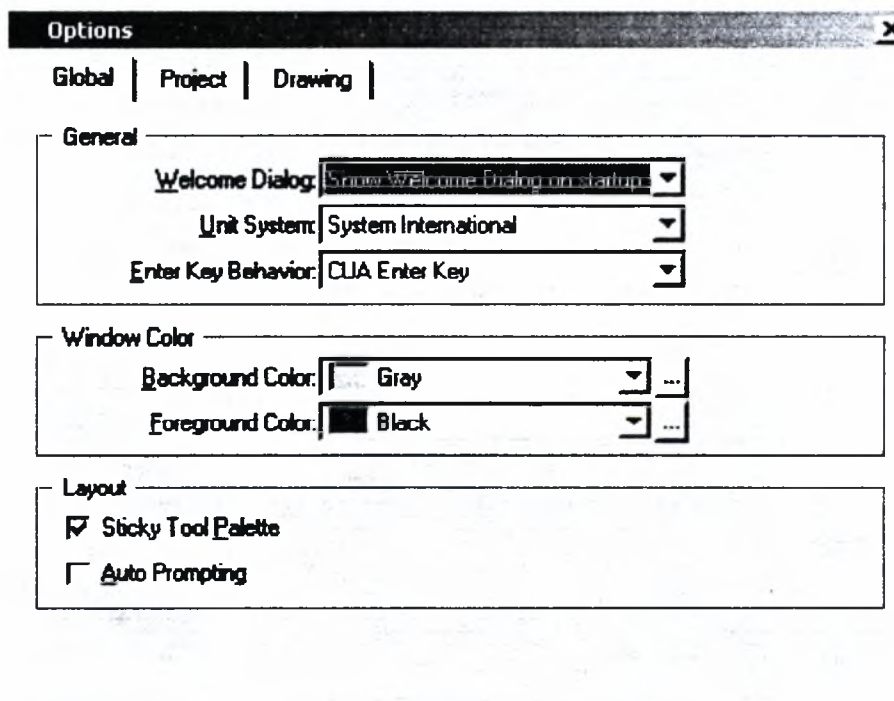 Options
Global Project Drawing
General
Welcome Dialog: Show Welcome Dialog on startup
Unit System: System International
Enter Key Behavior: CUA Enter Key
Window Color
Background Color: Gray ...
Foreground Color: Black ...
Layout
Sticky Tool Palette
Auto Prompting